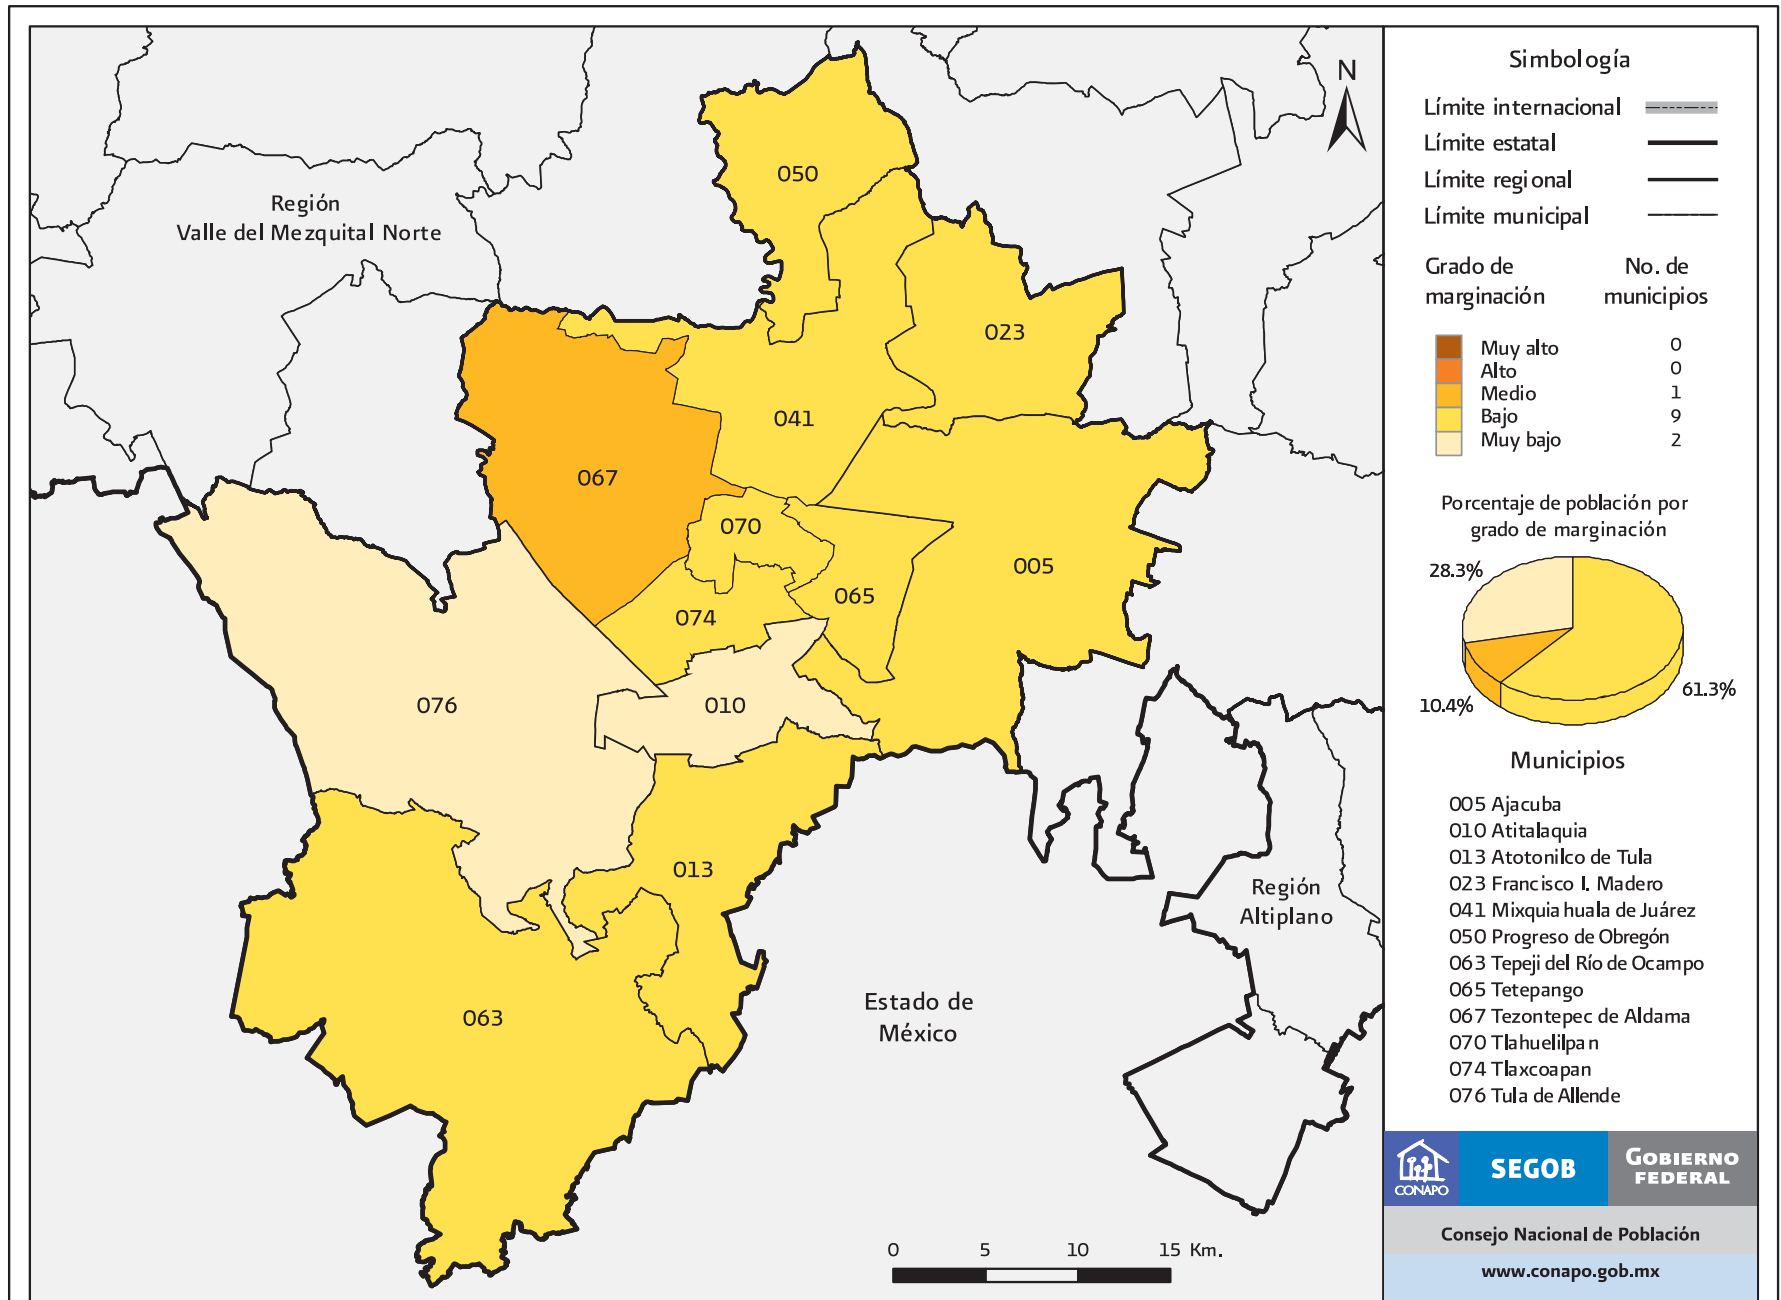 Región
Valle del Mezquital Norte
050
023
041
067
070
005
065
074
076
010
013
063
Estado de
México
Región
Altiplano
0 5 10 15 Km.
N
Simbología
Límite internacional
Límite estatal
Límite regional
Límite municipal
Grado de marginación
No. de municipios
Muy alto 0
Alto 0
Medio 1
Bajo 9
Muy bajo 2
Porcentaje de población por
grado de marginación
28.3%
10.4%
61.3%
Municipios
005 Ajacuba
010 Atitalaquia
013 Atotonilco de Tula
023 Francisco I. Madero
041 Mixquiahuala de Juárez
050 Progreso de Obregón
063 Tepeji del Río de Ocampo
065 Tetepango
067 Tezontepec de Aldama
070 Tlahuelilpan
074 Tlaxcoapan
076 Tula de Allende
CONAPO
SEGOB
GOBIERNO
FEDERAL
Consejo Nacional de Población
www.conapo.gob.mx